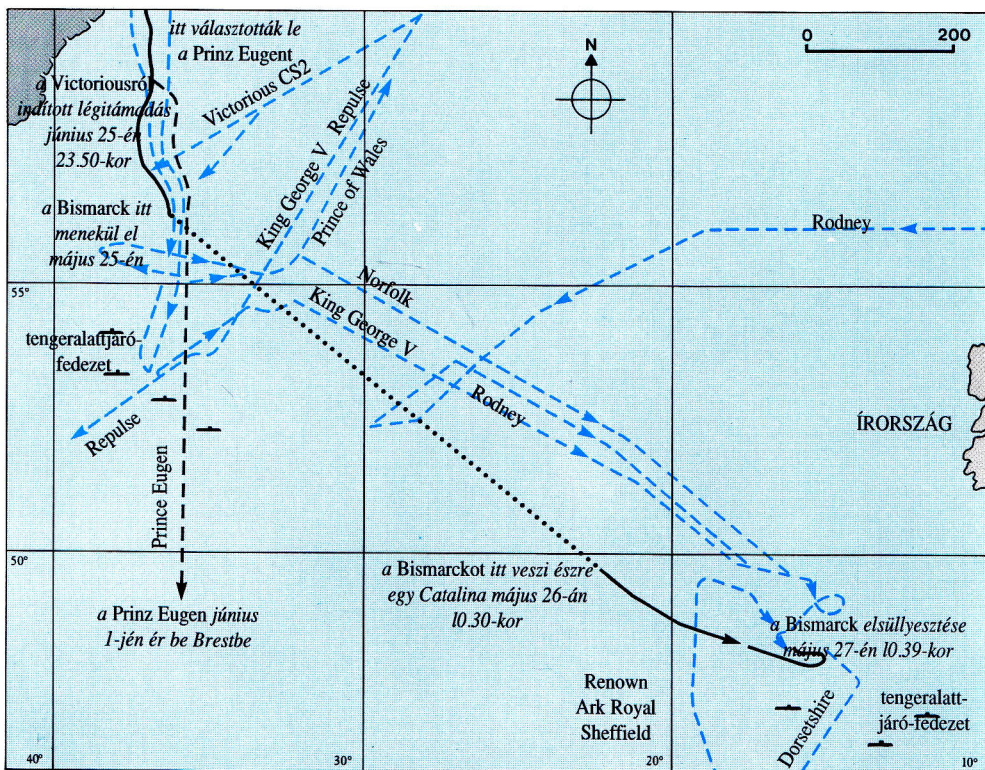 itt választották le
a Prinz Eugent
0 200
N
a Victoriusról
indított légitámadás
június 25-én
23.50-kor
Victorious CS2
King George V Repulse
Prince of Wales
a Bismarck itt
menekül el
május 25-én
Rodney
55°
Norfolk
King George V
Rodney
tengeralattjáró-
fedezet
Repulse
Prince Eugen
ÍRORSZÁG
50°
a Bismarckot itt veszi észre
egy Catalina május 26-án
l0.30-kor
a Prinz Eugen június
1-jén ér be Brestbe
a Bismarck elsüllyesztése
május 27-én l0.39-kor
Renown
Ark Royal
Sheffield
Dorsetshire
tengeralatt-
járó-fedezet
40° 30° 20° 10°